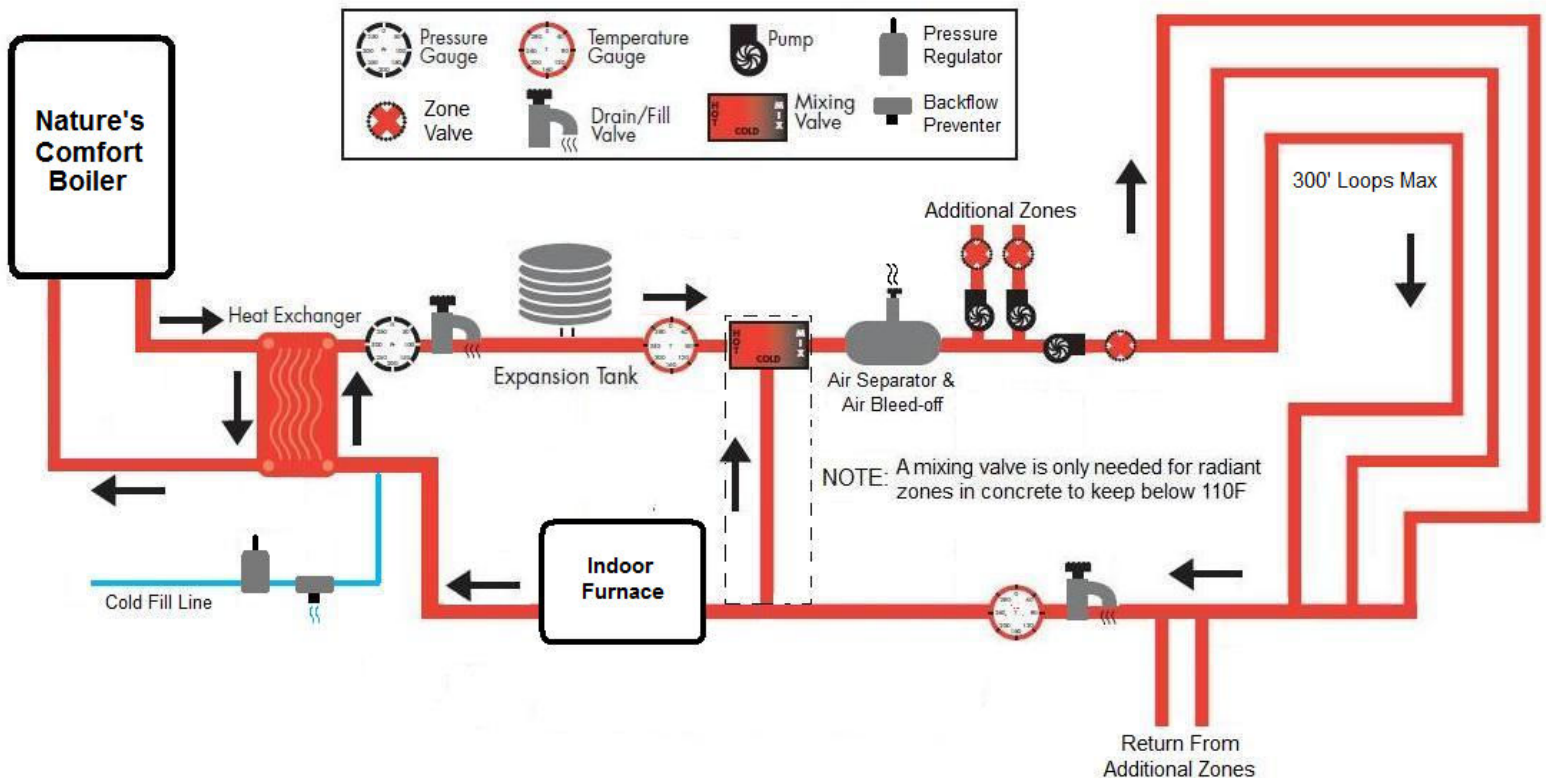 Nature's
Comfort
Boiler
Pressure
Gauge
Temperature
Gauge
Pump
Pressure
Regulator
Zone
Valve
Drain/Fill
Valve
HOT
MIX
COLD
Mixing
Valve
Backflow
Preventer
300' Loops Max
Additional Zones
Heat Exchanger
Expansion Tank
HOT
MIX
COLD
Air Separator &
Air Bleed-off
NOTE: A mixing valve is only needed for radiant
zones in concrete to keep below 110F
Indoor
Furnace
Cold Fill Line
Return From
Additional Zones